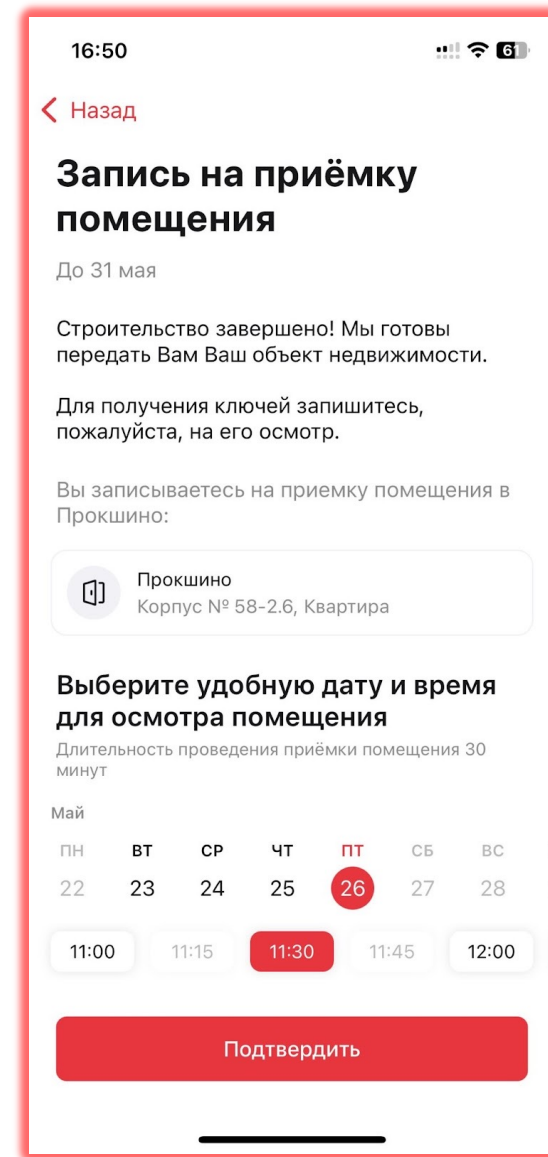 16:50
61
Назад
Запись на приёмку
помещения
До 31 мая
Строительство завершено! Мы готовы
передать Вам Ваш объект недвижимости.
Для получения ключей запишитесь,
пожалуйста, на его осмотр.
Вы записываетесь на приемку помещения в
Прокшино:
Прокшино
Корпус № 58-2.6, Квартира
Выберите удобную дату и время
для осмотра помещения
Длительность проведения приёмки помещения 30
минут
Май
ПН ВТ СР ЧТ ПТ СБ ВС
22 23 24 25 26 27 28
11:00 11:15 11:30 11:45 12:00
Подтвердить